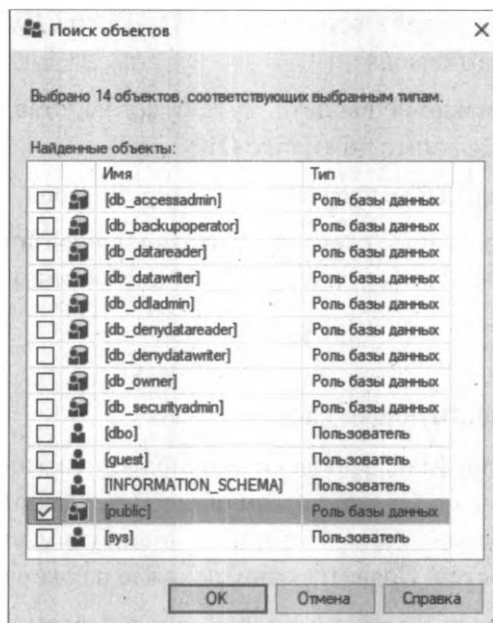 Поиск объектов
Выбрано 14 объектов, соответствующих выбранным типам.
Найденные объекты:
Имя Тип
[db_accessadmin] Роль базы данных
[db_backupoperator] Роль базы данных
[db_datareader] Роль базы данных
[db_datawriter] Роль базы данных
[db_ddladmin] Роль базы данных
[db_denydatareader] Роль базы данных
[db_denydatawriter] Роль базы данных
[db_owner] Роль базы данных
[db_securityadmin] Роль базы данных
[dbo] Пользователь
[guest] Пользователь
[INFORMATION_SCHEMA] Пользователь
[public] Роль базы данных
[sys] Пользователь
OK Отмена Справка